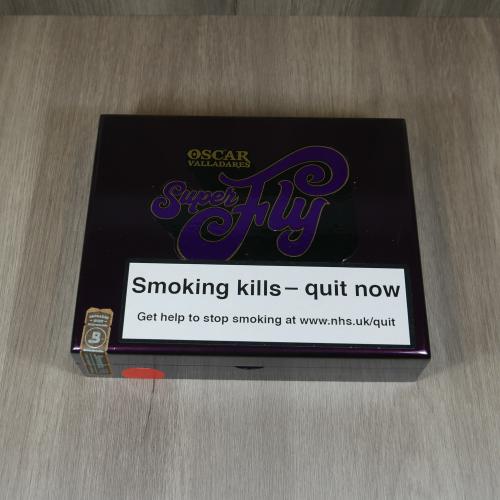 OSCAR
VALLADARES
Super Fly
Smoking kills – quit now
Get help to stop smoking at www.nhs.uk/quit